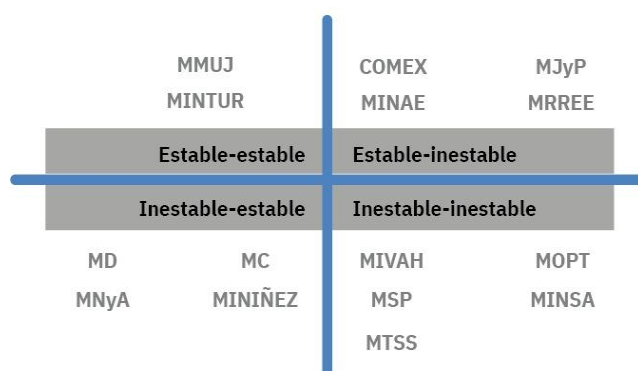 MMUJ
MINTUR
COMEX MJyP
MINAE MRREE
Estable-estable Estable-inestable
Inestable-estable Inestable-inestable
MD MC
MNyA MINIÑEZ
MIVAH MOPT
MSP MINSA
MTSS